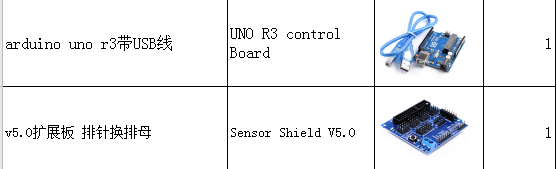 arduino uno r3带USB线
UNO R3 control
Board
1
v5.0扩展板 排针换排母
Sensor Shield V5.0
1